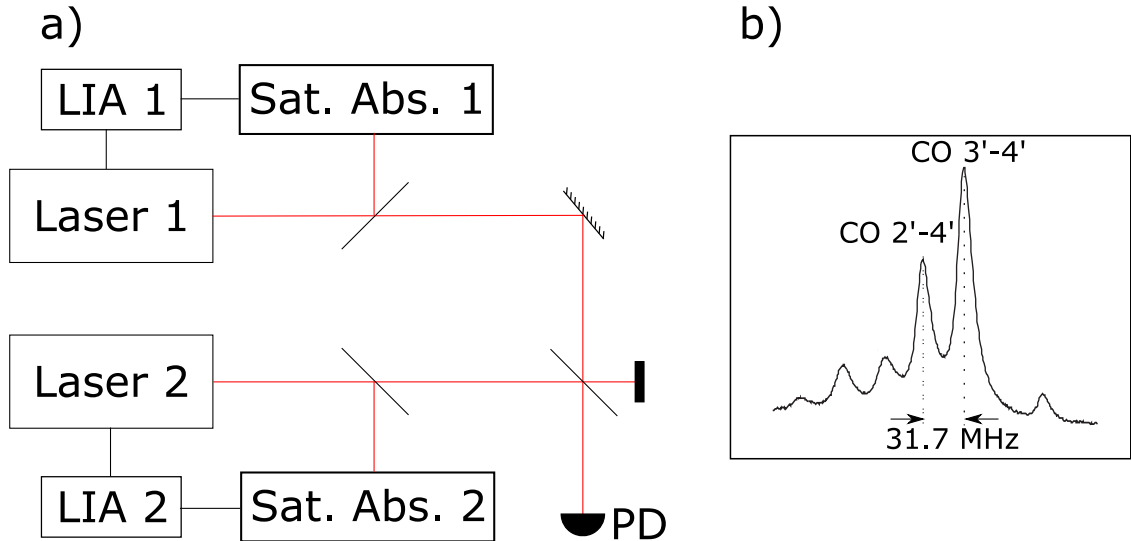 a)
LIA 1
Sat. Abs. 1
Laser 1
Laser 2
LIA 2
Sat. Abs. 2
PD
b)
CO 3'-4'
CO 2'-4'
31.7 MHz